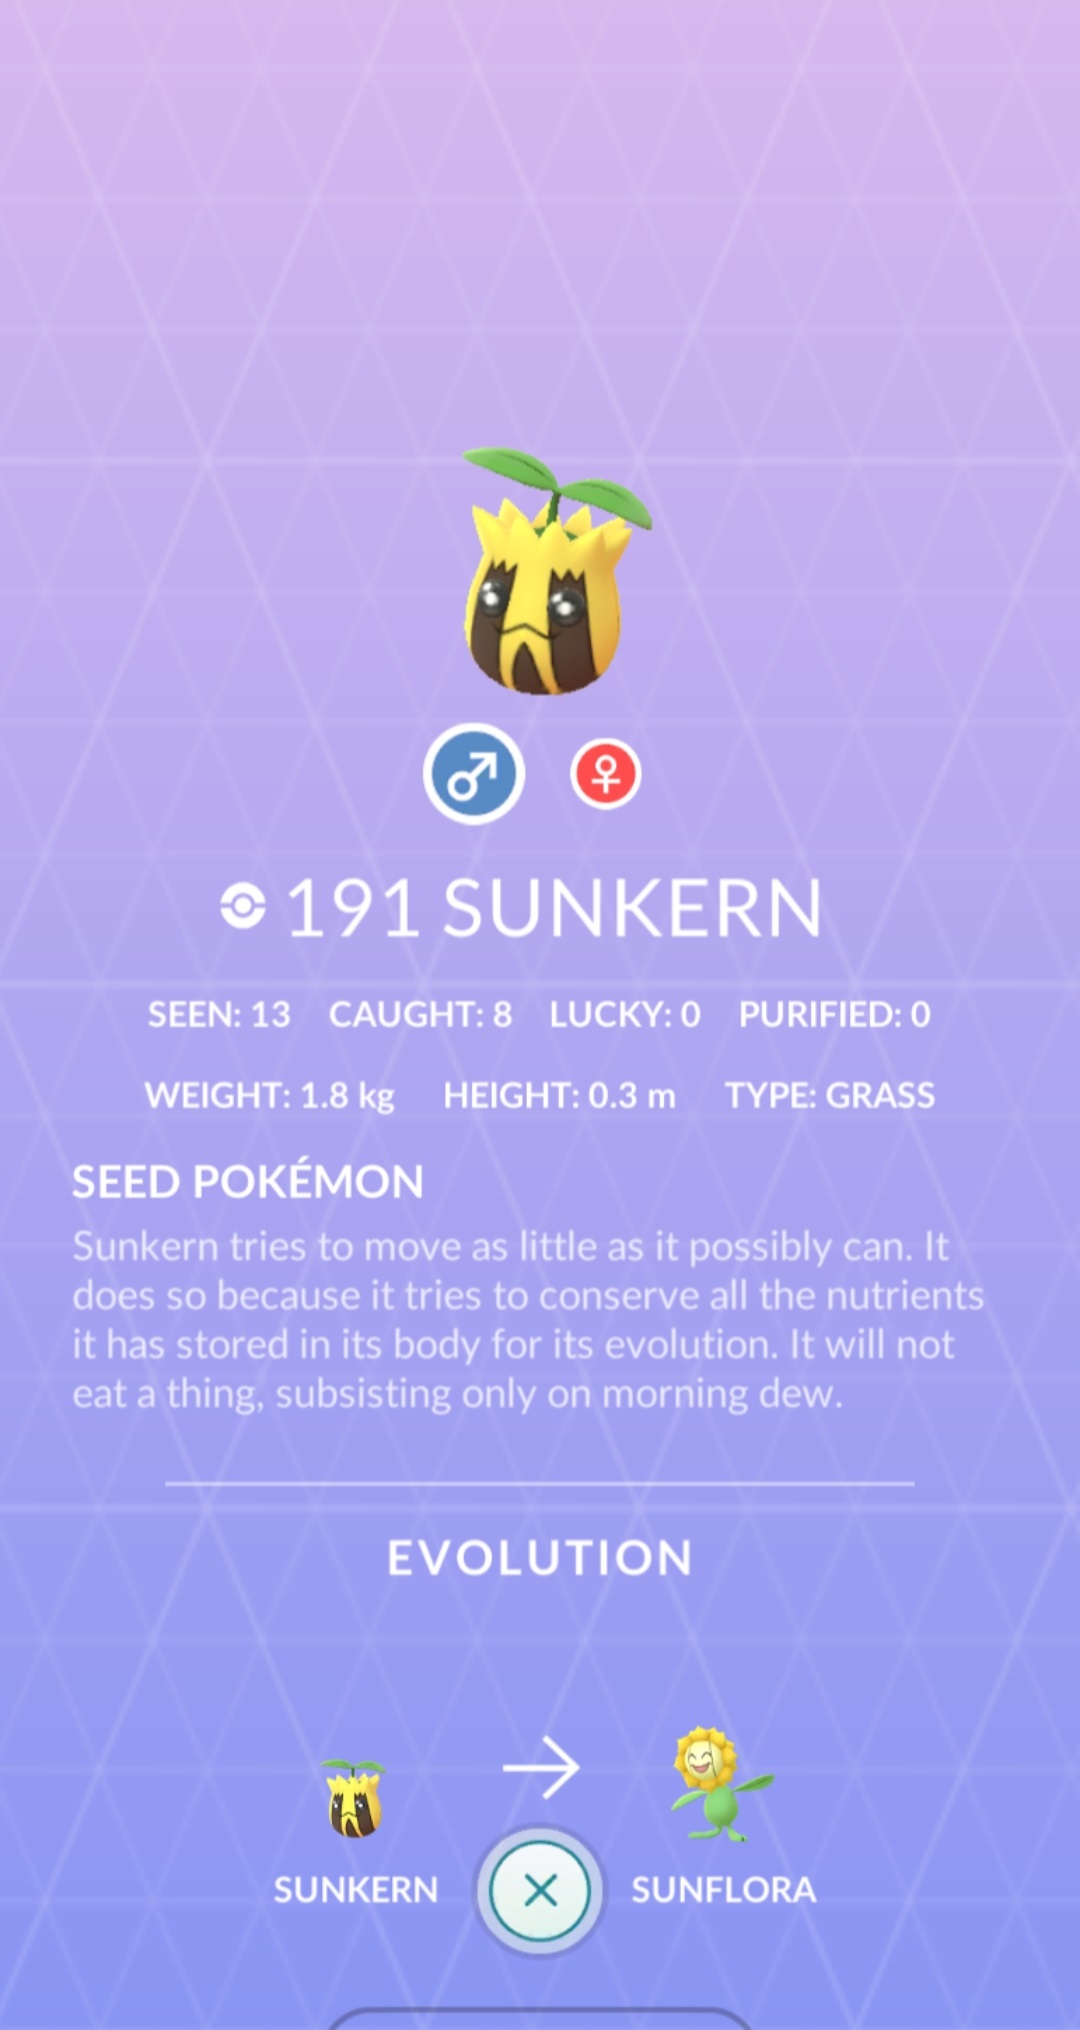 191 SUNKERN
SEEN: 13 CAUGHT: 8 LUCKY: 0 PURIFIED: 0
WEIGHT: 1.8 kg HEIGHT: 0.3 m TYPE: GRASS
SEED POKÉMON
Sunkern tries to move as little as it possibly can. It
does so because it tries to conserve all the nutrients
it has stored in its body for its evolution. It will not
eat a thing, subsisting only on morning dew.
EVOLUTION
SUNKERN SUNFLORA